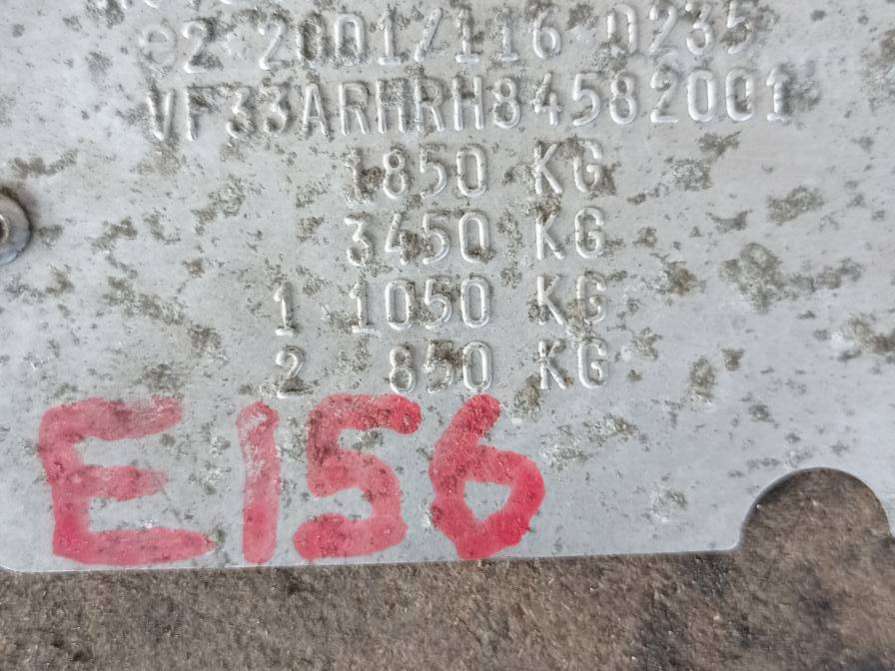 e2*2001/116*0235
VF33ARHRH84582001
1850 KG
3450 KG
1 1050 KG
2 850 KG
E156